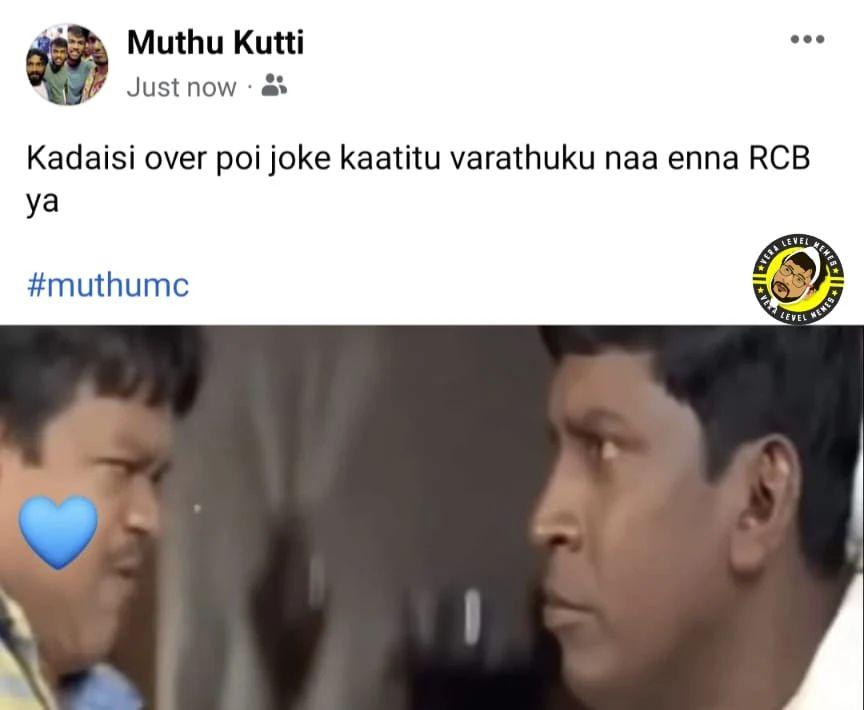 Muthu Kutti
Just now ·
Kadaisi over poi joke kaatitu varathuku naa enna RCB
ya
#muthumc
VERA LEVEL MEMES
VERA LEVEL MEMES